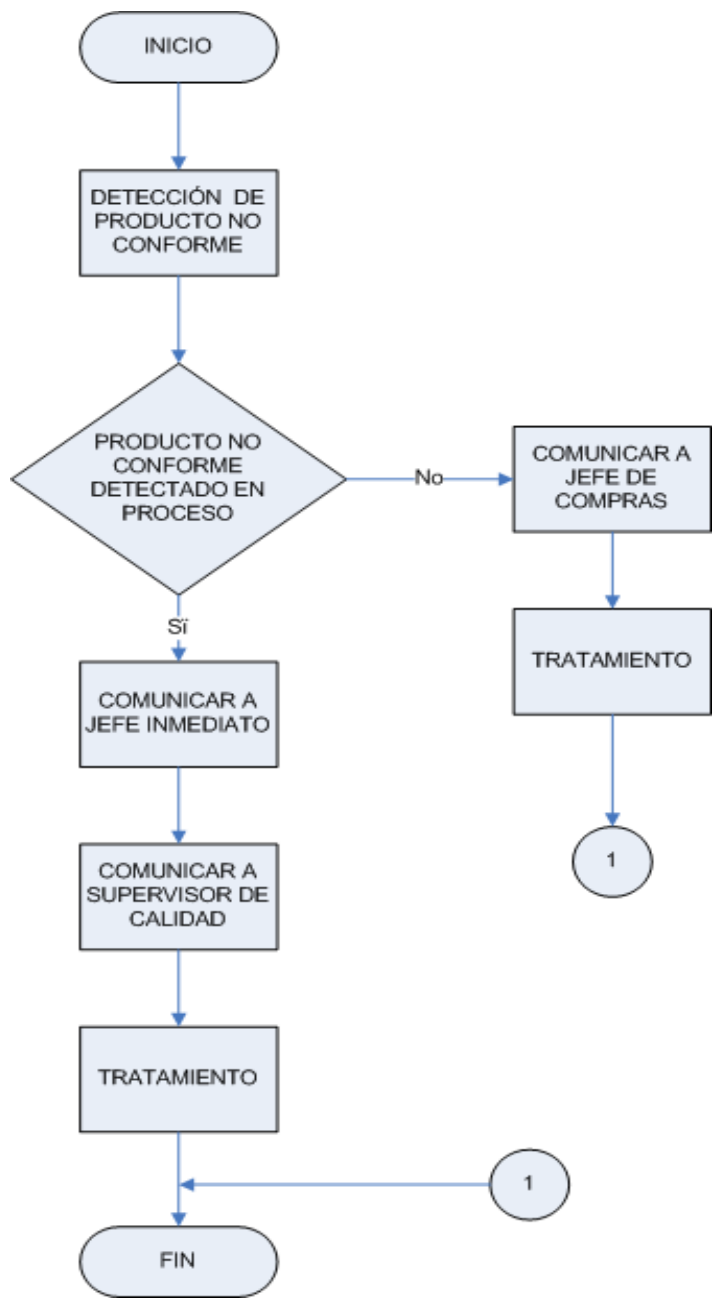 INICIO
DETECCIÓN DE
PRODUCTO NO
CONFORME
PRODUCTO NO
CONFORME
DETECTADO EN
PROCESO
No
COMUNICAR A
JEFE DE
COMPRAS
TRATAMIENTO
1
Sï
COMUNICAR A
JEFE INMEDIATO
COMUNICAR A
SUPERVISOR DE
CALIDAD
TRATAMIENTO
1
FIN